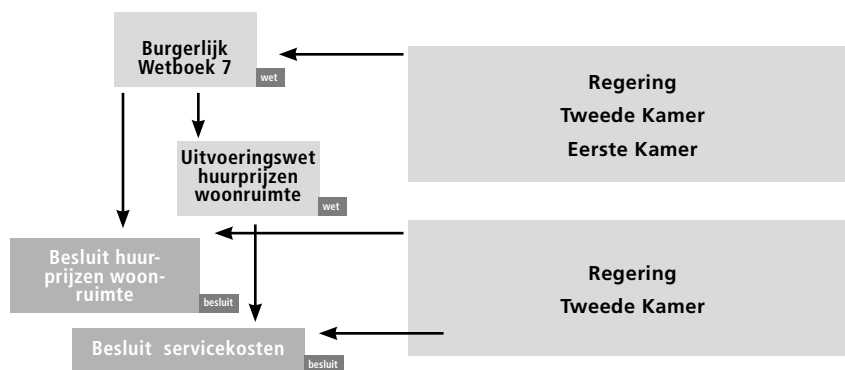 Burgerlijk
Wetboek 7
wet
Regering
Tweede Kamer
Eerste Kamer
Uitvoeringswet
huurprijzen
woonruimte
wet
Besluit huur-
prijzen woon-
ruimte
besluit
Regering
Tweede Kamer
Besluit servicekosten
besluit